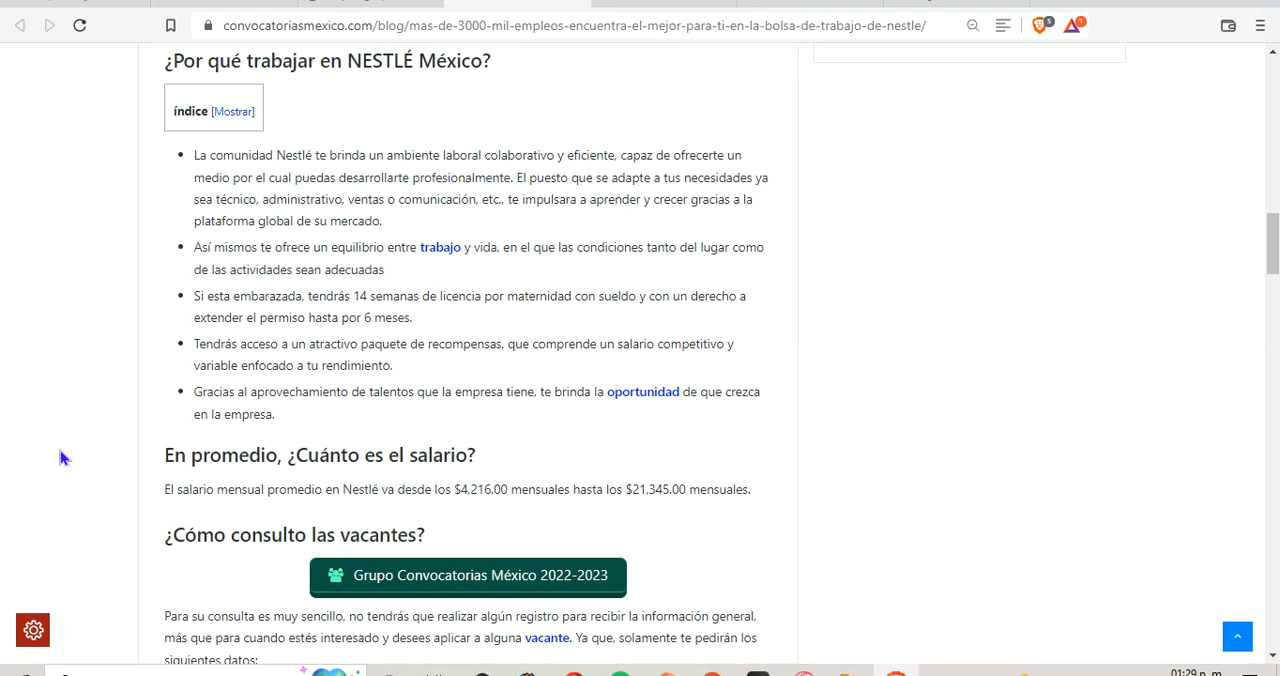 convocatoriasmexico.com/blog/mas-de-3000-mil-empleos-encuentra-el-mejor-para-ti-en-la-bolsa-de-trabajo-de-nestle/
5
1
¿Por qué trabajar en NESTLÉ México?
índice [Mostrar]
La comunidad Nestlé te brinda un ambiente laboral colaborativo y eficiente, capaz de ofrecerte un
medio por el cual puedas desarrollarte profesionalmente. El puesto que se adapte a tus necesidades ya
sea técnico, administrativo, ventas o comunicación, etc., te impulsara a aprender y crecer gracias a la
plataforma global de su mercado.
Así mismos te ofrece un equilibrio entre trabajo y vida, en el que las condiciones tanto del lugar como
de las actividades sean adecuadas
Si esta embarazada, tendrás 14 semanas de licencia por maternidad con sueldo y con un derecho a
extender el permiso hasta por 6 meses.
Tendrás acceso a un atractivo paquete de recompensas, que comprende un salario competitivo y
variable enfocado a tu rendimiento.
Gracias al aprovechamiento de talentos que la empresa tiene, te brinda la oportunidad de que crezca
en la empresa.
En promedio, ¿Cuánto es el salario?
El salario mensual promedio en Nestlé va desde los $4,216.00 mensuales hasta los $21,345.00 mensuales.
¿Cómo consulto las vacantes?
Grupo Convocatorias México 2022-2023
Para su consulta es muy sencillo, no tendrás que realizar algún registro para recibir la información general,
más que para cuando estés interesado y desees aplicar a alguna vacante. Ya que, solamente te pedirán los
siguientes datos:
01:29 p. m.